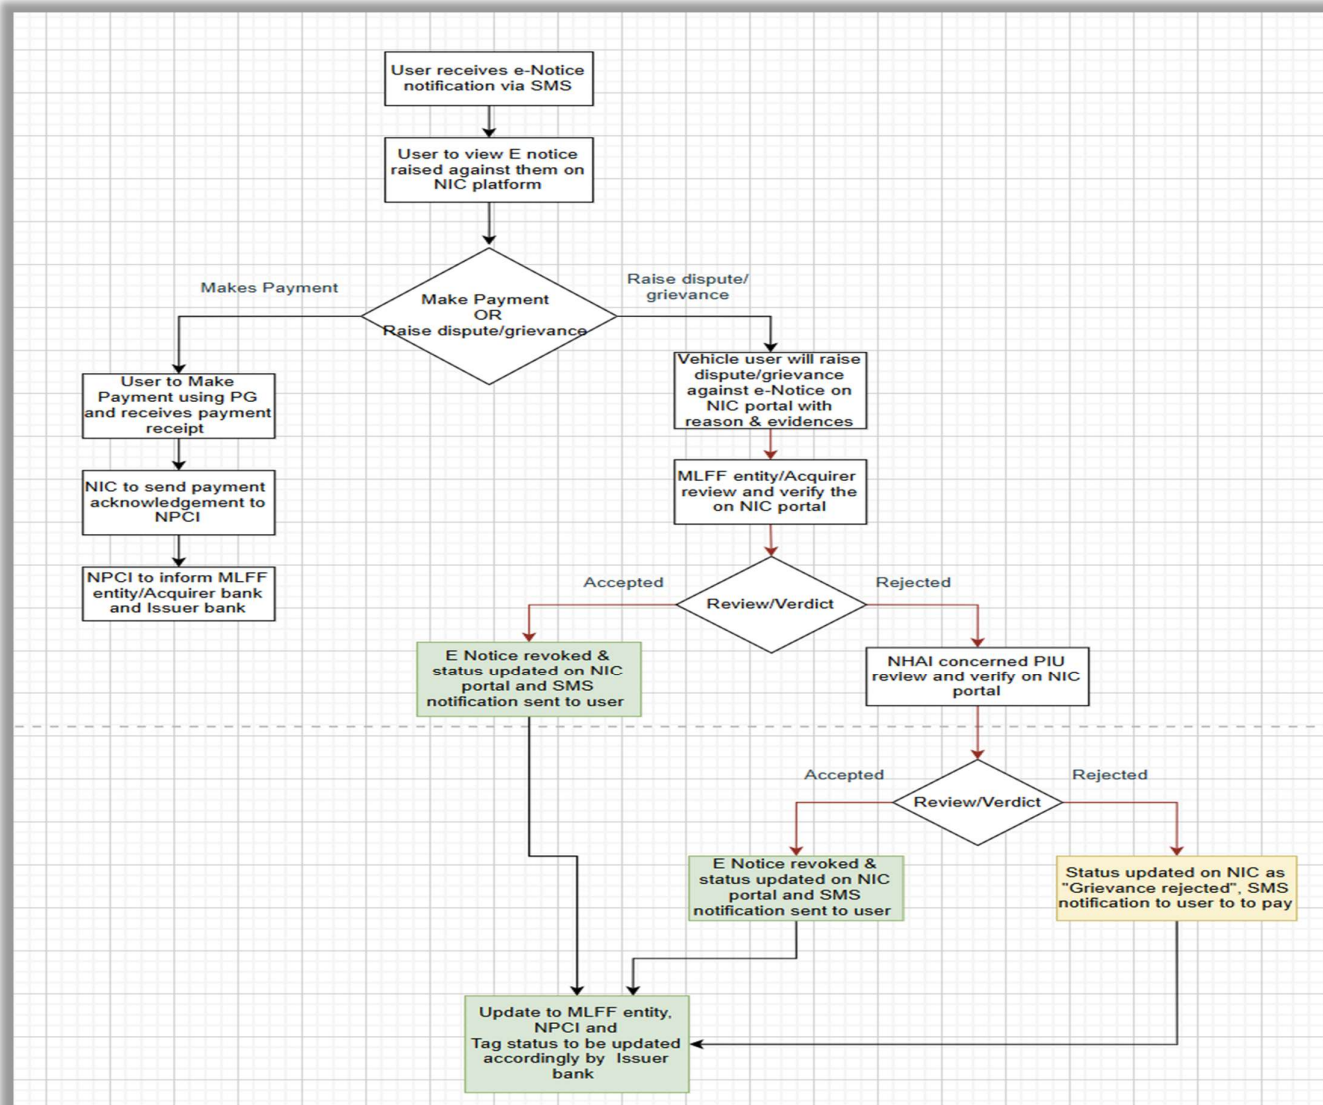 User receives e-Notice
notification via SMS
User to view E notice
raised against them on
NIC platform
Make Payment
OR
Raise dispute/grievance
Makes Payment
Raise dispute/
grievance
User to Make
Payment using PG
and receives payment
receipt
NIC to send payment
acknowledgement to
NPCI
NPCI to inform MLFF
entity/Acquirer bank
and Issuer bank
Vehicle user will raise
dispute/grievance
against e-Notice on
NIC portal with
reason & evidences
MLFF entity/Acquirer
review and verify the
on NIC portal
Accepted
Review/Verdict
Rejected
E Notice revoked &
status updated on NIC
portal and SMS
notification sent to user
NHAI concerned PIU
review and verify on NIC
portal
Accepted
Review/Verdict
Rejected
E Notice revoked &
status updated on NIC
portal and SMS
notification sent to user
Status updated on NIC as
"Grievance rejected", SMS
notification to user to to pay
Update to MLFF entity,
NPCI and
Tag status to be updated
accordingly by Issuer
bank